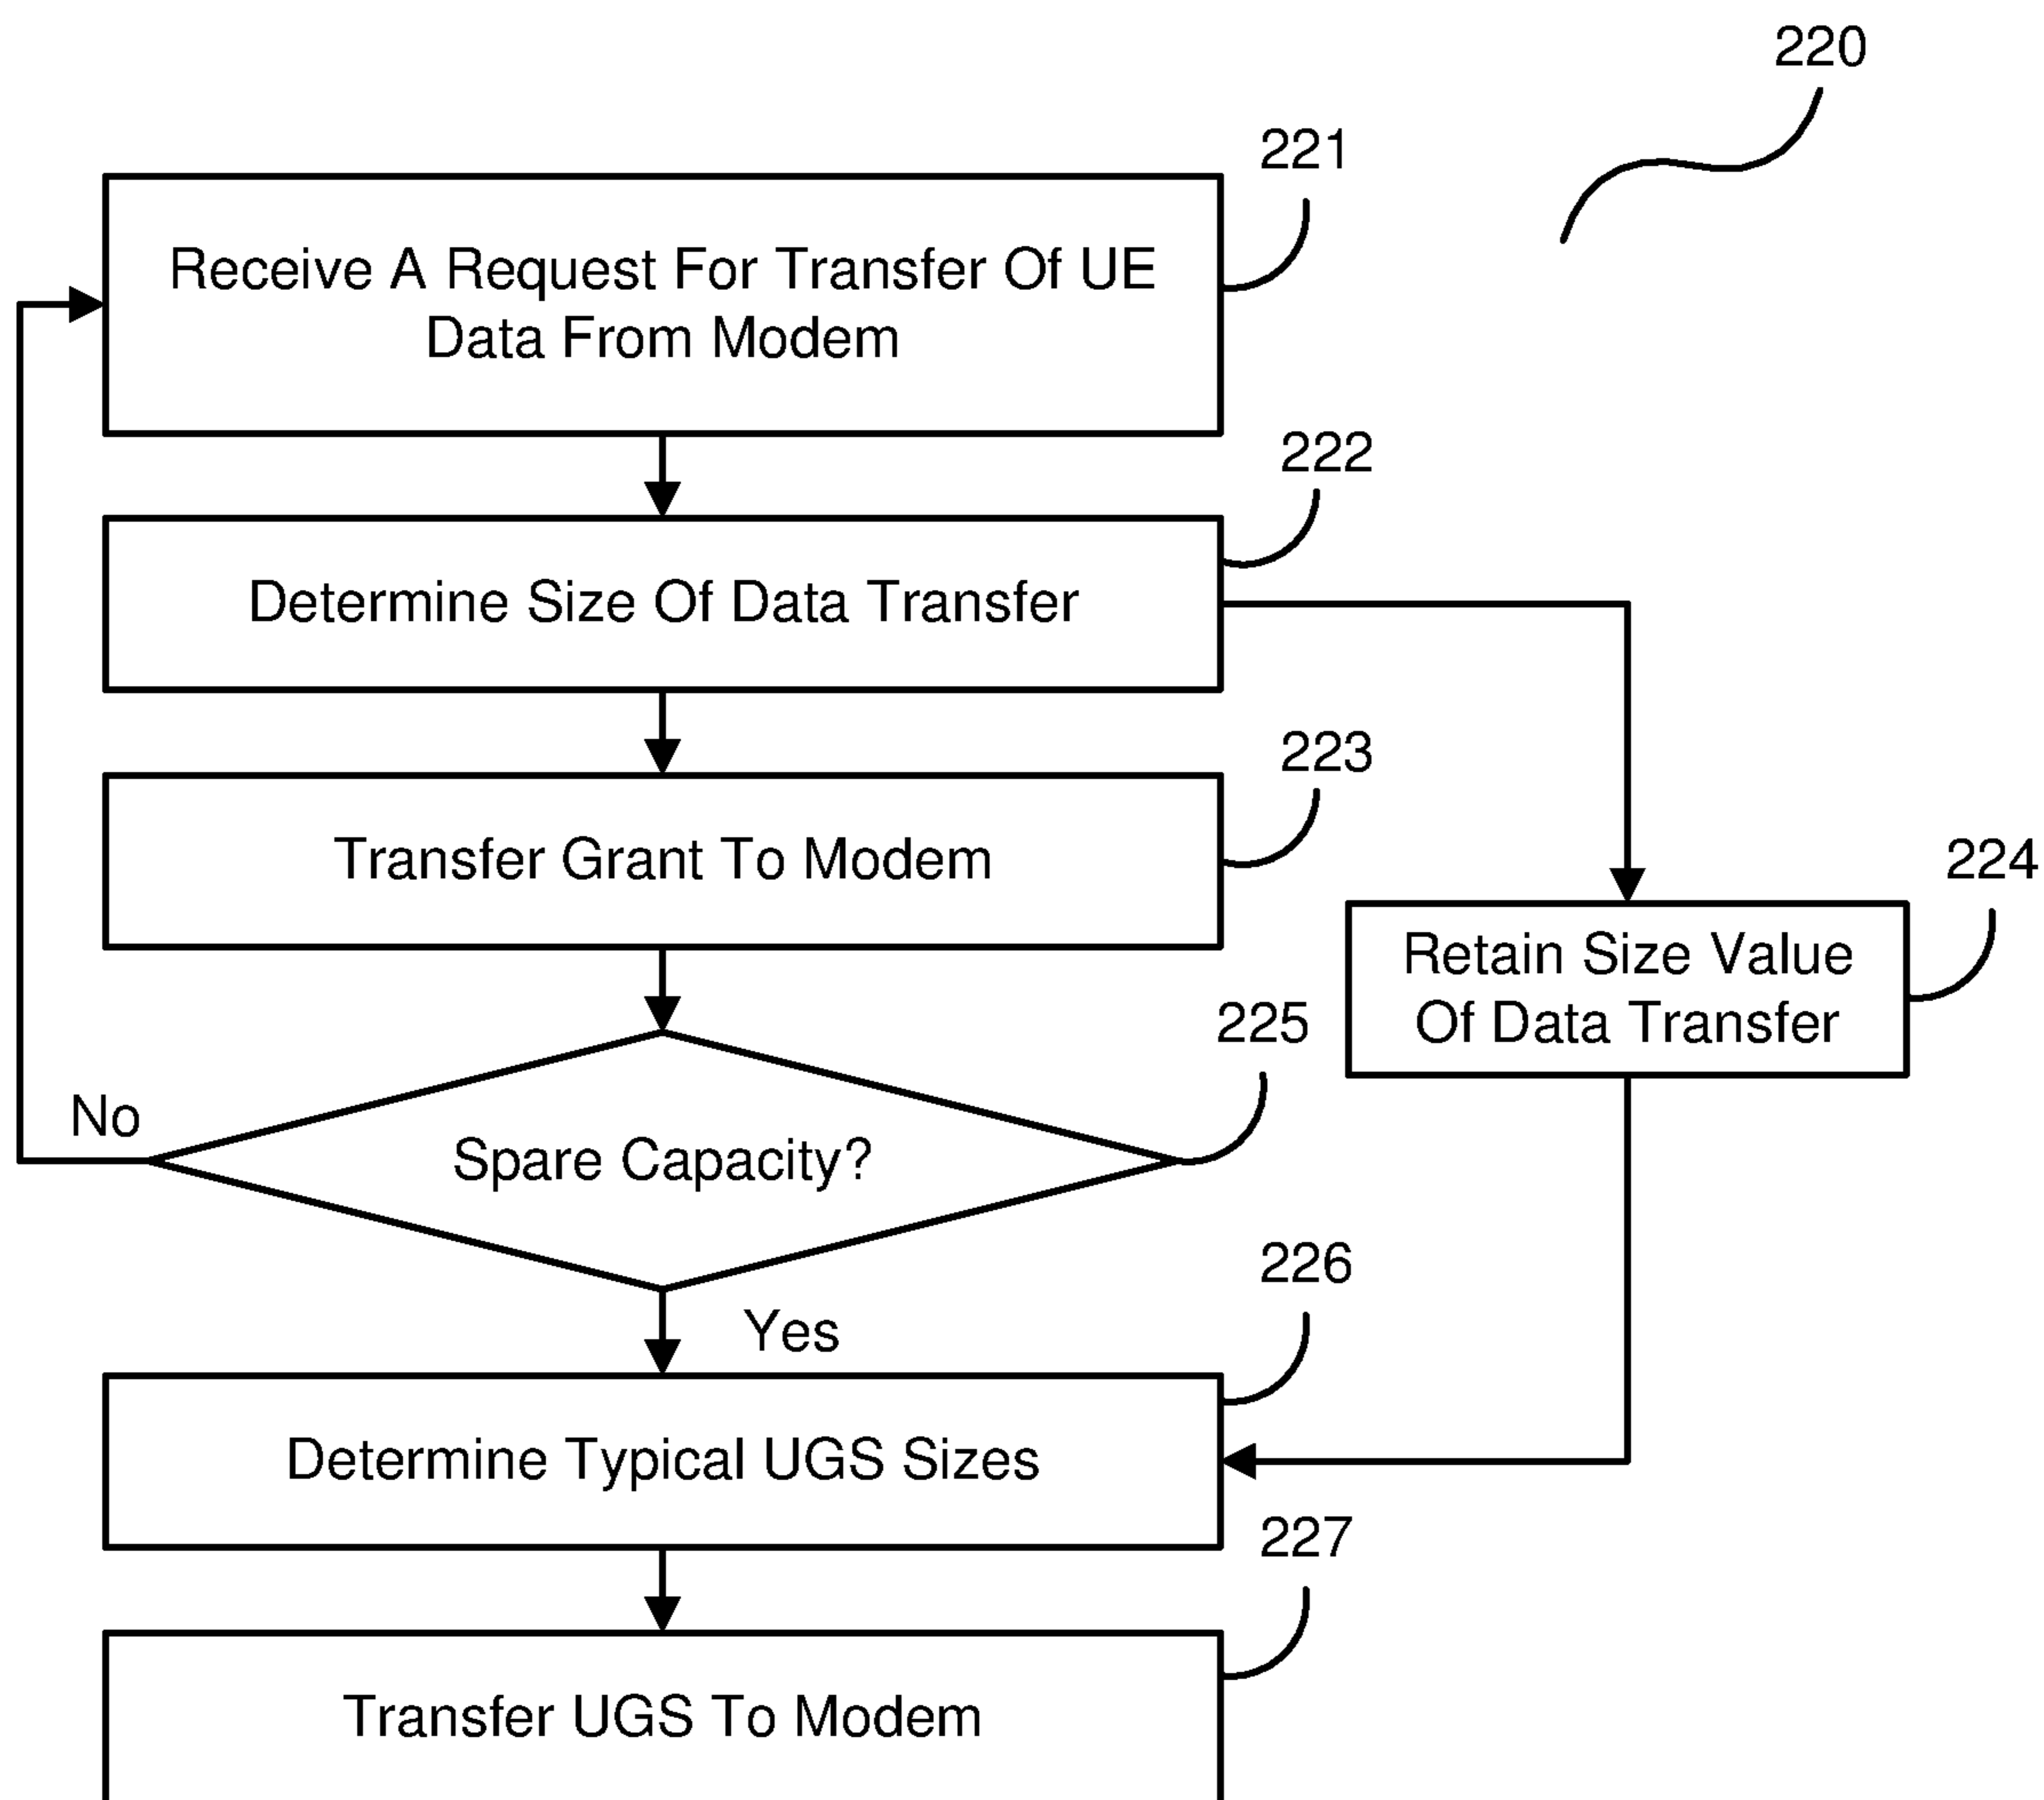 220
221
Receive A Request For Transfer Of UE
Data From Modem
222
Determine Size Of Data Transfer
223
Transfer Grant To Modem
224
Retain Size Value
Of Data Transfer
225
No
Spare Capacity?
226
Yes
Determine Typical UGS Sizes
227
Transfer UGS To Modem